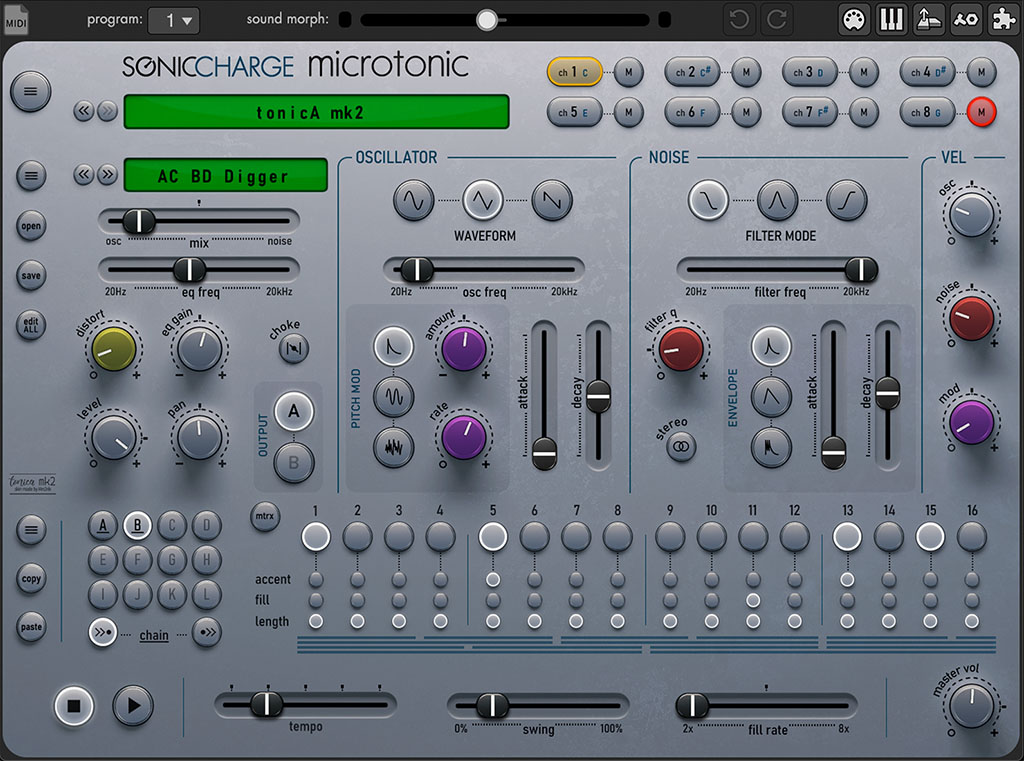 MIDI program: 1 sound morph:
SONICCHARGE microtonic
ch 1 C M ch 2 C# M ch 3 D M ch 4 D# M
tonicA mk2
ch 5 E M ch 6 F M ch 7 F# M ch 8 G M
OSCILLATOR NOISE VEL
AC BD Digger
osc
open
osc mix noise
WAVEFORM FILTER MODE
save
20Hz eq freq 20kHz
20Hz osc freq 20kHz
20Hz filter freq 20kHz
noise
edit ALL
distort eq gain choke
amount
filter q
PITCH MOD
attack
decay
stereo
ENVELOPE
attack
decay
mod
level pan
OUTPUT
A
B
rate
tonica mk2
mtrx
1 2 3 4 5 6 7 8 9 10 11 12 13 14 15 16
A B C D
E F G H
I J K L
chain
copy
paste
accent
fill
length
tempo
0% swing 100%
2x fill rate 8x
master vol